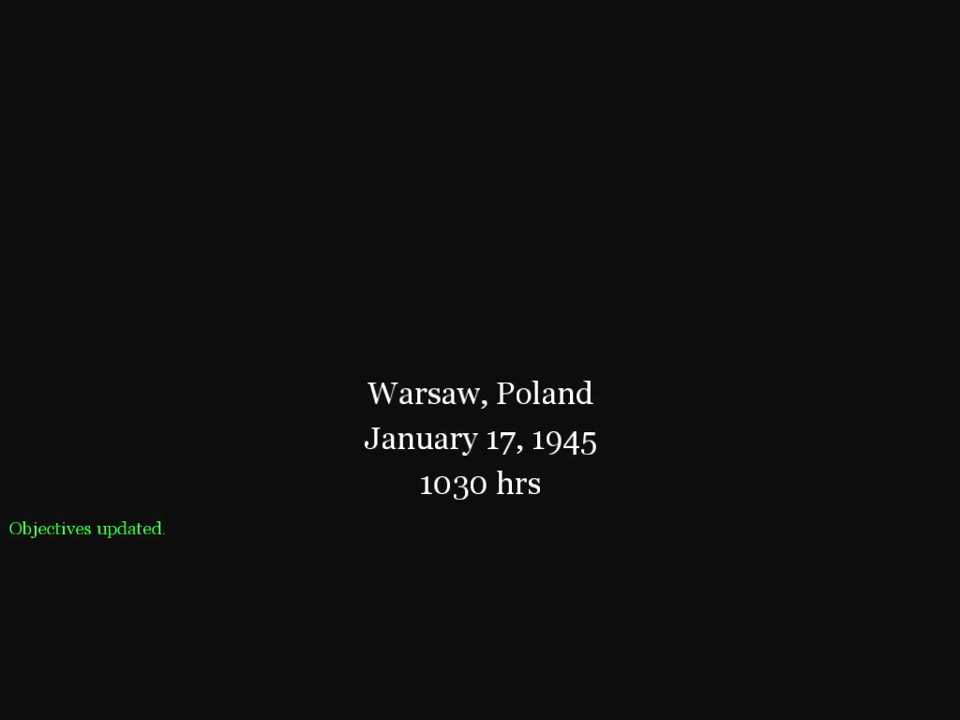 Warsaw, Poland
January 17, 1945
1030 hrs
Objectives updated.